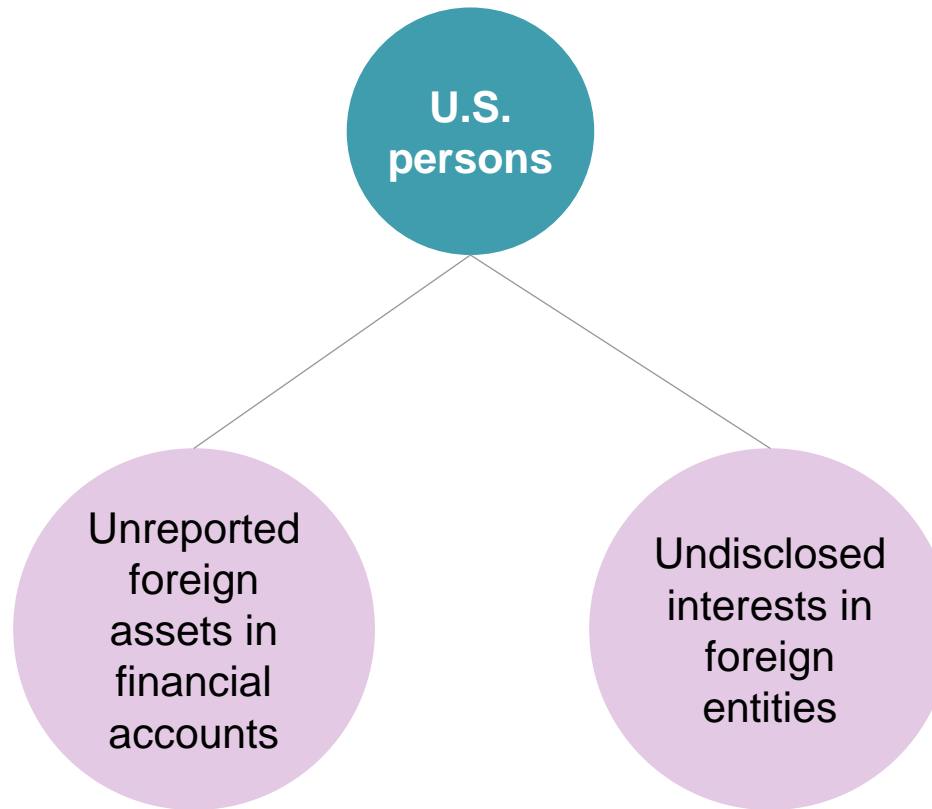 U.S.
persons
Unreported
foreign
assets in
financial
accounts
Undisclosed
interests in
foreign
entities